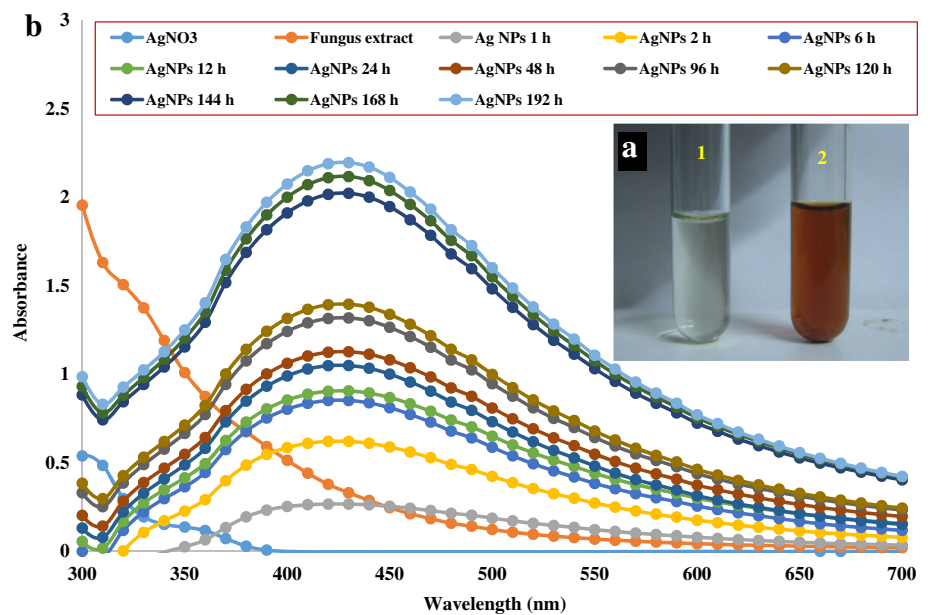 b
AgNO3 Fungus extract Ag NPs 1 h AgNPs 2 h AgNPs 6 h
AgNPs 12 h AgNPs 24 h AgNPs 48 h AgNPs 96 h AgNPs 120 h
AgNPs 144 h AgNPs 168 h AgNPs 192 h
a
1 2
Absorbance
3
2.5
2
1.5
1
0.5
0
300 350 400 450 500 550 600 650 700
Wavelength (nm)